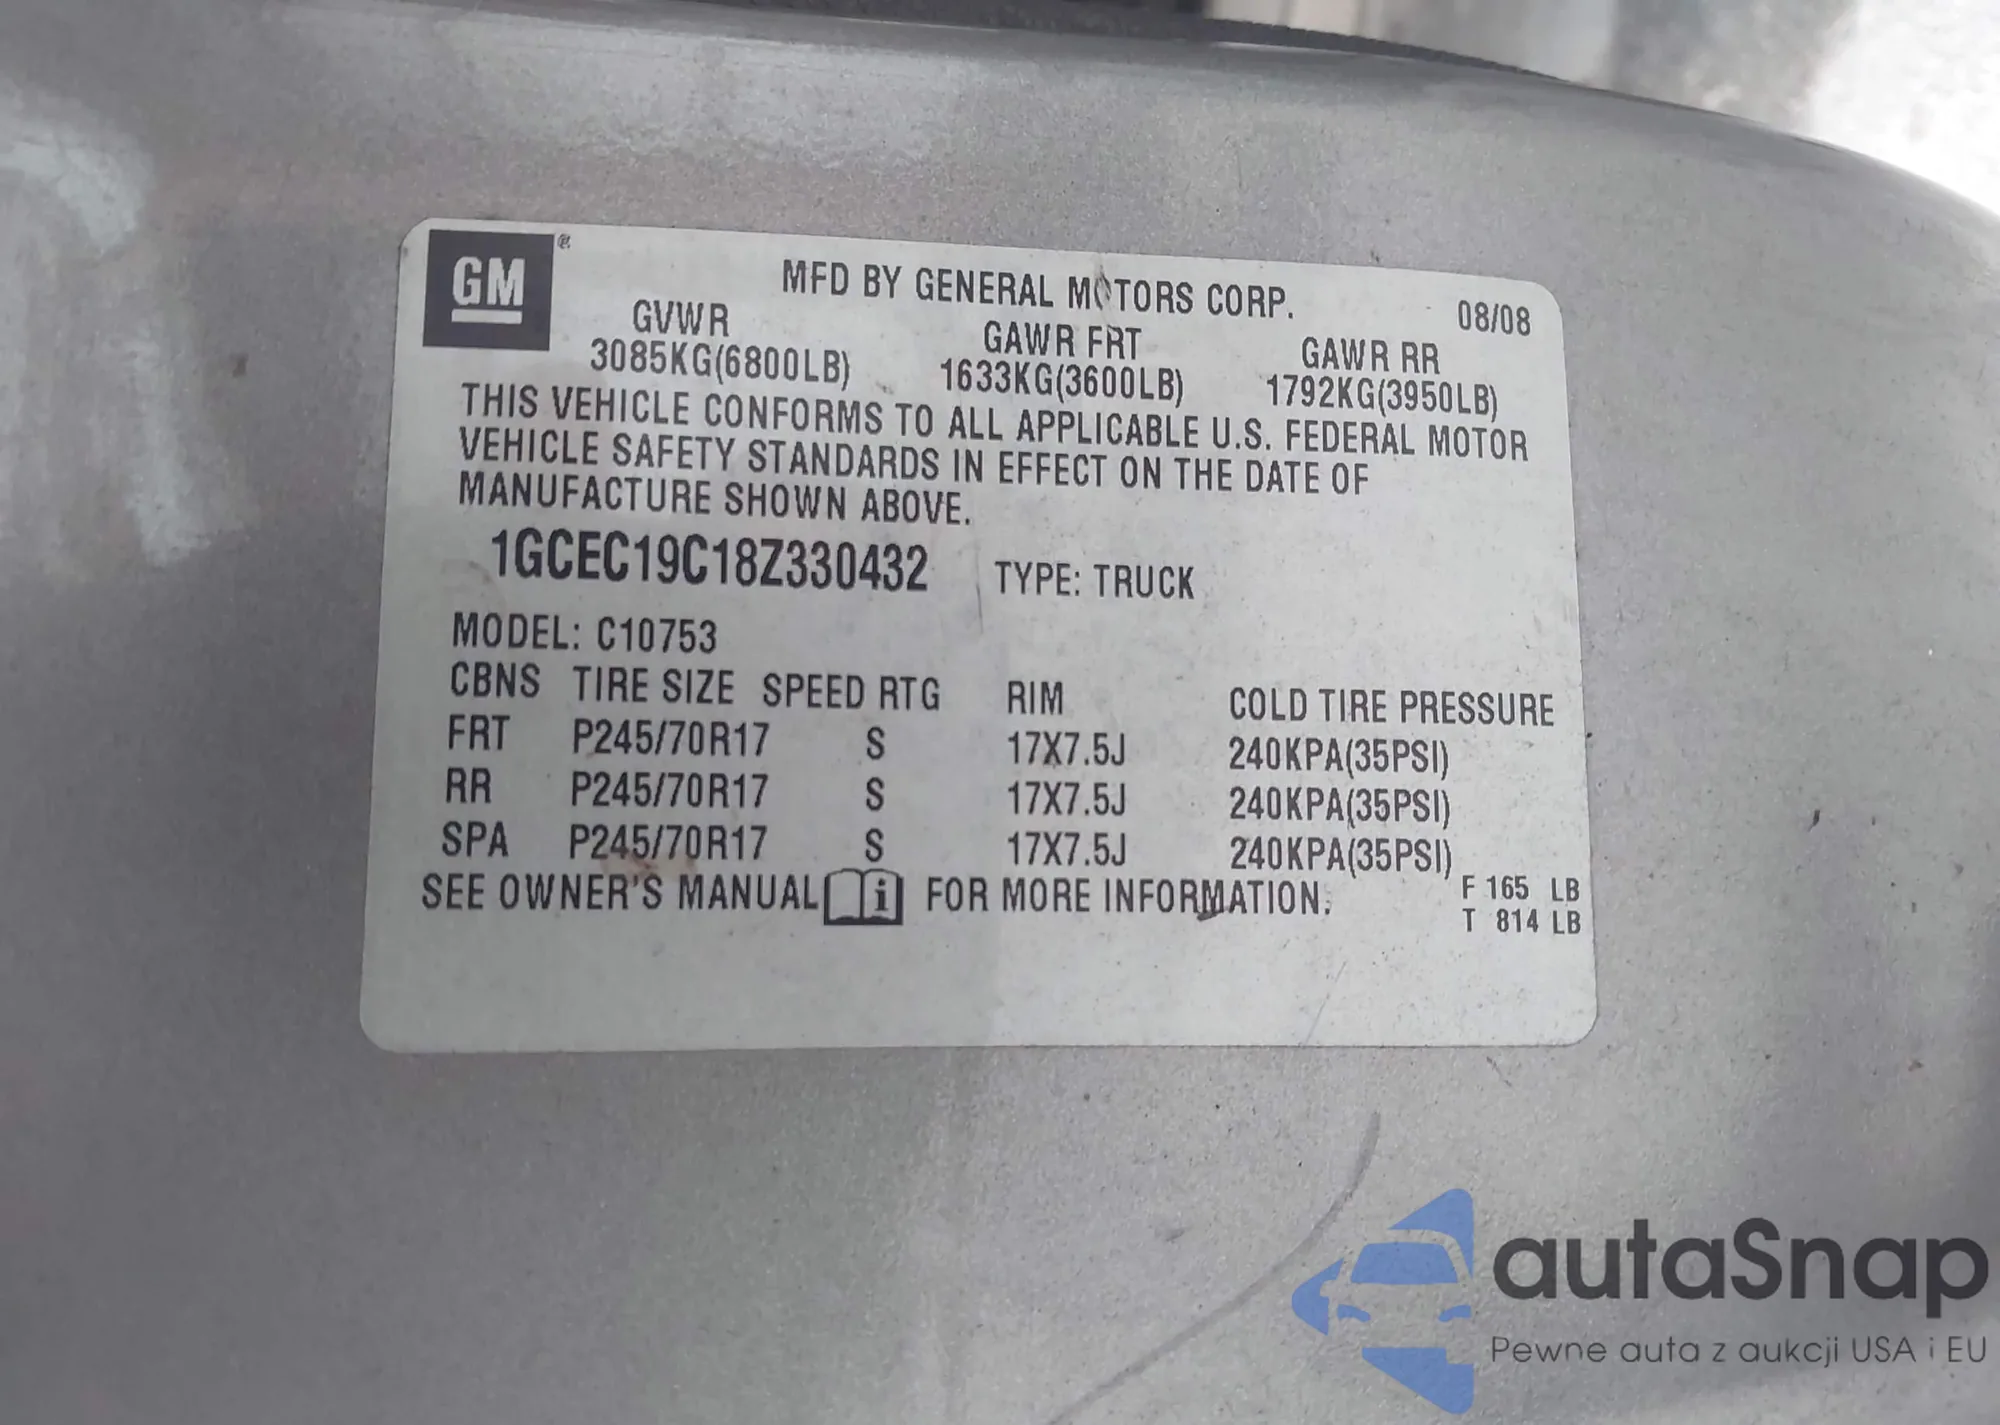 GM®
MFD BY GENERAL MOTORS CORP.
08/08
GVWR GAWR FRT GAWR RR
3085KG(6800LB) 1633KG(3600LB) 1792KG(3950LB)
THIS VEHICLE CONFORMS TO ALL APPLICABLE U.S. FEDERAL MOTOR
VEHICLE SAFETY STANDARDS IN EFFECT ON THE DATE OF
MANUFACTURE SHOWN ABOVE.
1GCEC19C18Z330432 TYPE: TRUCK
MODEL: C10753
CBNS TIRE SIZE SPEED RTG RIM COLD TIRE PRESSURE
FRT P245/70R17 S 17X7.5J 240KPA(35PSI)
RR P245/70R17 S 17X7.5J 240KPA(35PSI)
SPA P245/70R17 S 17X7.5J 240KPA(35PSI)
SEE OWNER'S MANUAL i FOR MORE INFORMATION.
F 165 LB
T 814 LB
autaSnap
Pewne auta z aukcji USA i EU